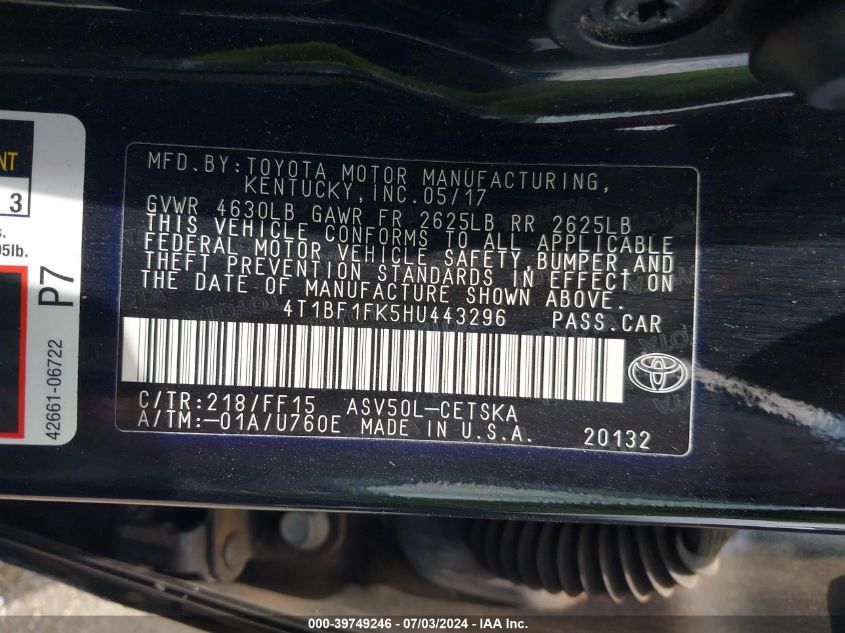 MFD.BY:TOYOTA MOTOR MANUFACTURING,
KENTUCKY,INC.05/17
GVWR 4630LB GAWR FR 2625LB RR 2625LB
THIS VEHICLE CONFORMS TO ALL APPLICABLE
FEDERAL MOTOR VEHICLE SAFETY,BUMPER,AND
THEFT PREVENTION STANDARDS IN EFFECT ON
THE DATE OF MANUFACTURE SHOWN ABOVE.
4T1BF1FK5HU443296 PASS.CAR
C/TR:218/FF15 ASV50L-CETSKA
A/TM:-01A/U760E MADE IN U.S.A. 20132
NT
3
s.
05lb.
P7
42661-06722
000-39749246 - 07/03/2024 - IAAI.COM